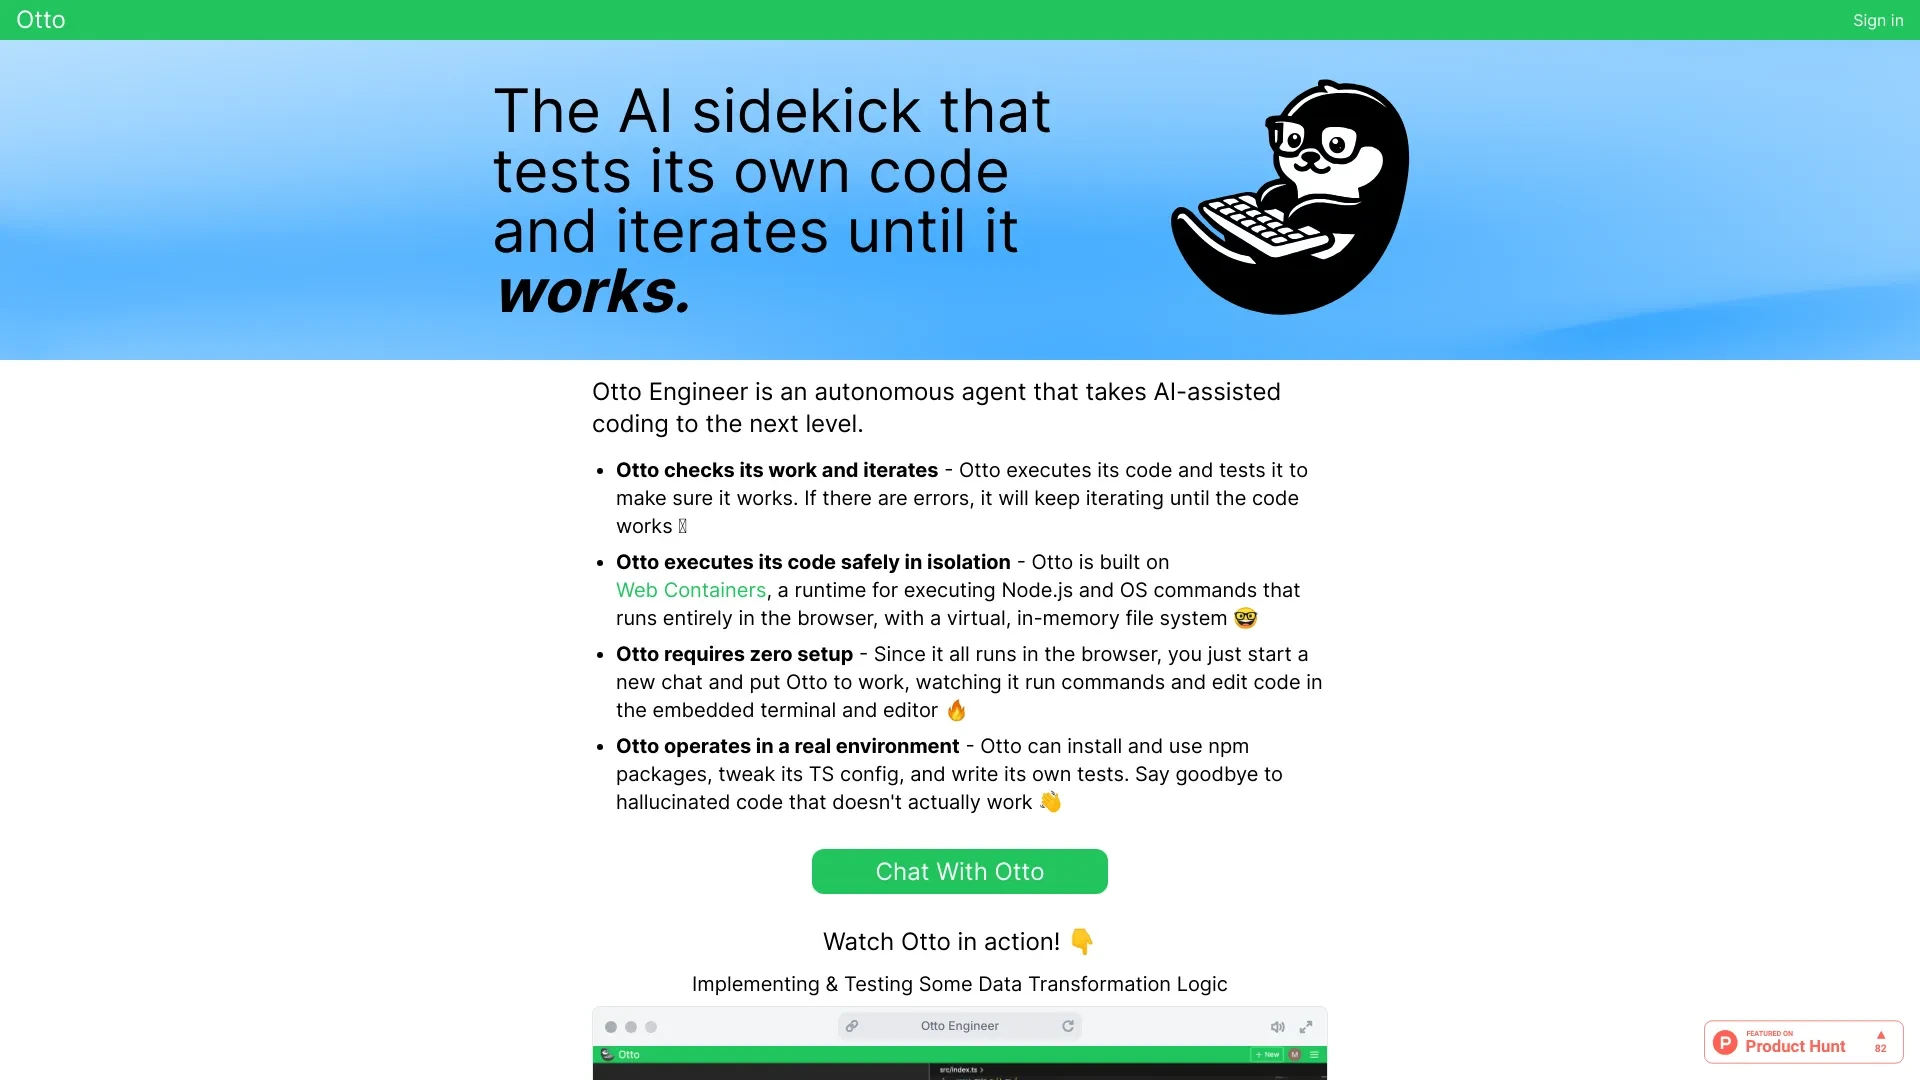 Otto
Sign in
The AI sidekick that
tests its own code
and iterates until it
works.
Otto Engineer is an autonomous agent that takes AI-assisted
coding to the next level.
• Otto checks its work and iterates - Otto executes its code and tests it to
make sure it works. If there are errors, it will keep iterating until the code
works
• Otto executes its code safely in isolation - Otto is built on
Web Containers, a runtime for executing Node.js and OS commands that
runs entirely in the browser, with a virtual, in-memory file system 🤓
• Otto requires zero setup - Since it all runs in the browser, you just start a
new chat and put Otto to work, watching it run commands and edit code in
the embedded terminal and editor 🔥
• Otto operates in a real environment - Otto can install and use npm
packages, tweak its TS config, and write its own tests. Say goodbye to
hallucinated code that doesn't actually work 👋
Chat With Otto
Watch Otto in action! 👇
Implementing & Testing Some Data Transformation Logic
Otto Engineer
Otto
+ New
M
src/index.ts >
FEATURED ON
P Product Hunt
▲ 82